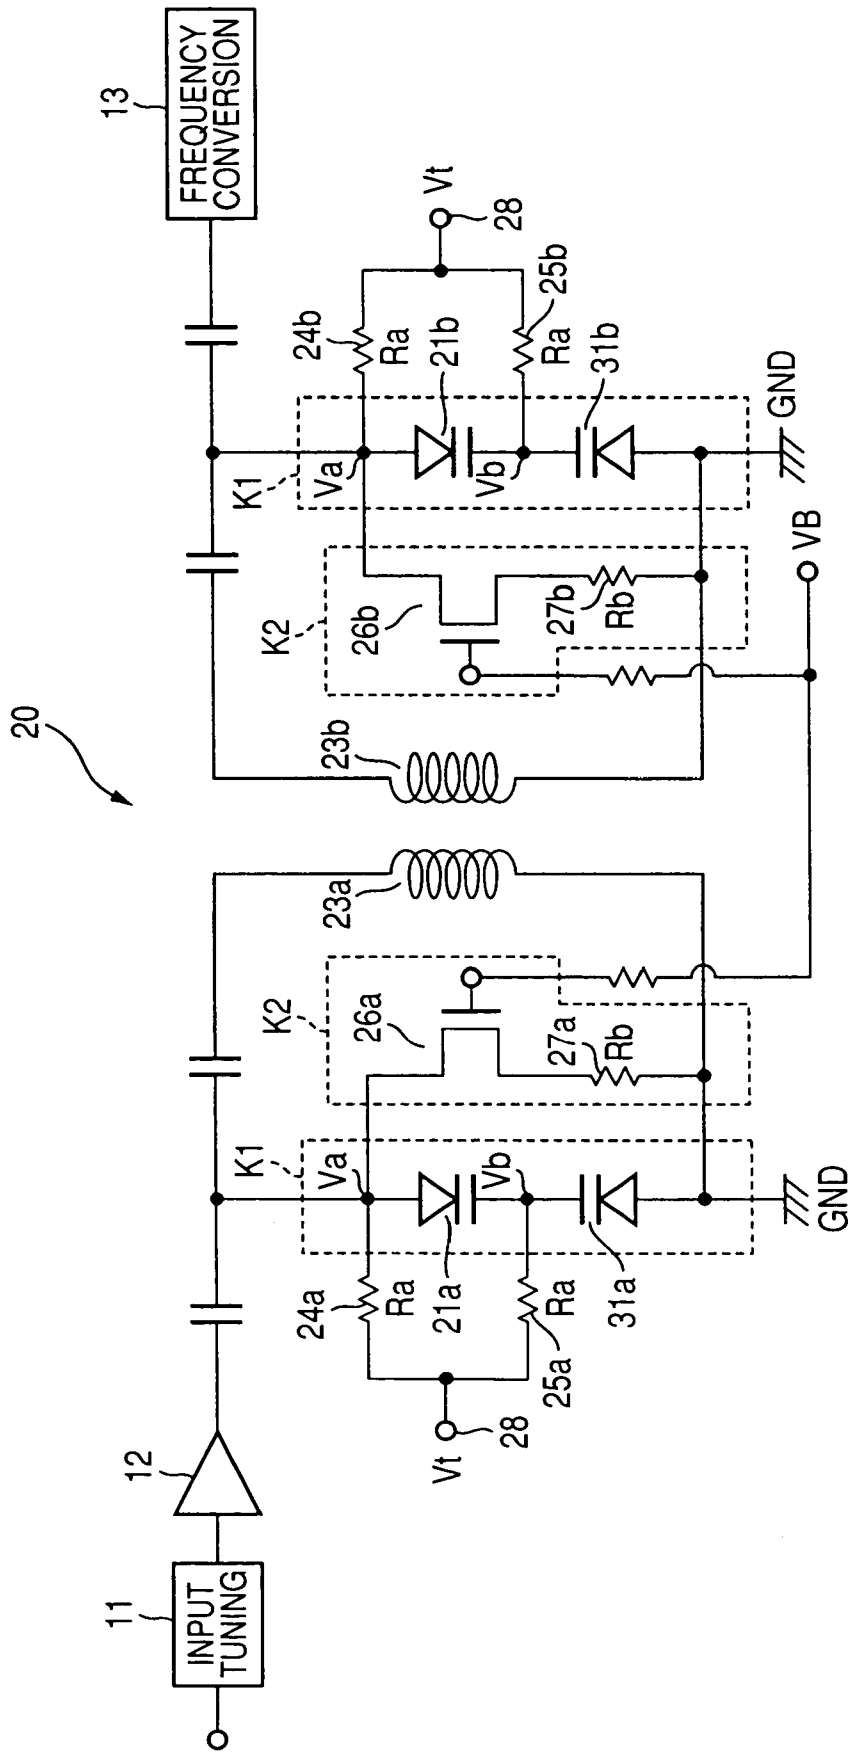 20
11
INPUT
TUNING
12
13
FREQUENCY
CONVERSION
K1
Va
24a
Ra
21a
Vb
25a
Ra
31a
Vt
28
GND
K2
26a
27a
Rb
23a
23b
K2
26b
27b
Rb
VB
K1
Va
24b
Ra
21b
Vb
25b
Ra
31b
Vt
28
GND